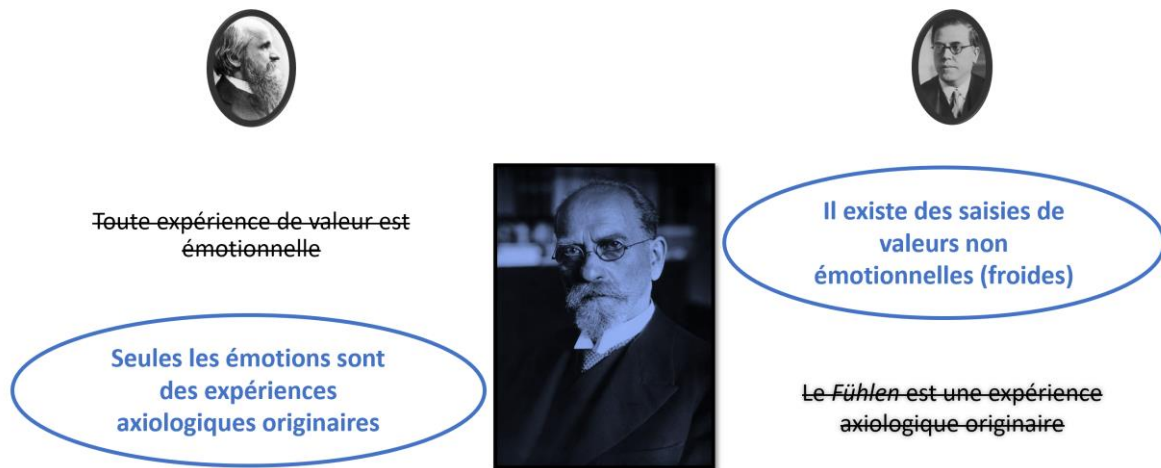 Toute expérience de valeur est
émotionnelle
Seules les émotions sont
des expériences
axiologiques originaires
Il existe des saisies de
valeurs non
émotionnelles (froides)
Le Fühlen est une expérience
axiologique originaire